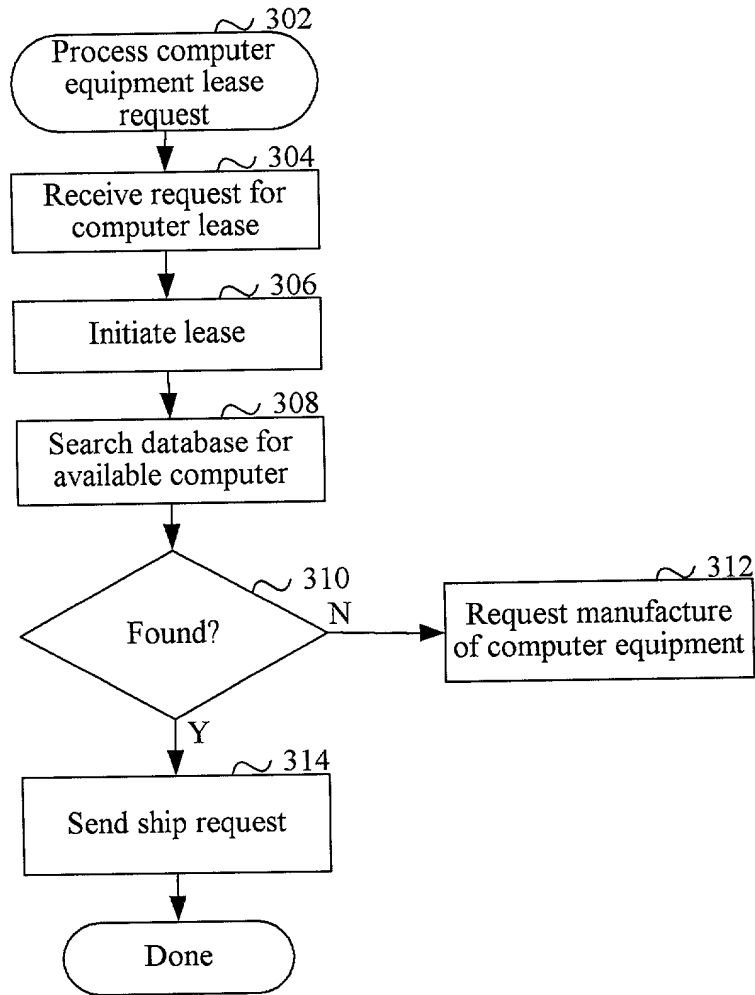 302
Process computer
equipment lease
request
304
Receive request for
computer lease
306
Initiate lease
308
Search database for
available computer
310
Found?
N
312
Request manufacture
of computer equipment
Y
314
Send ship request
Done